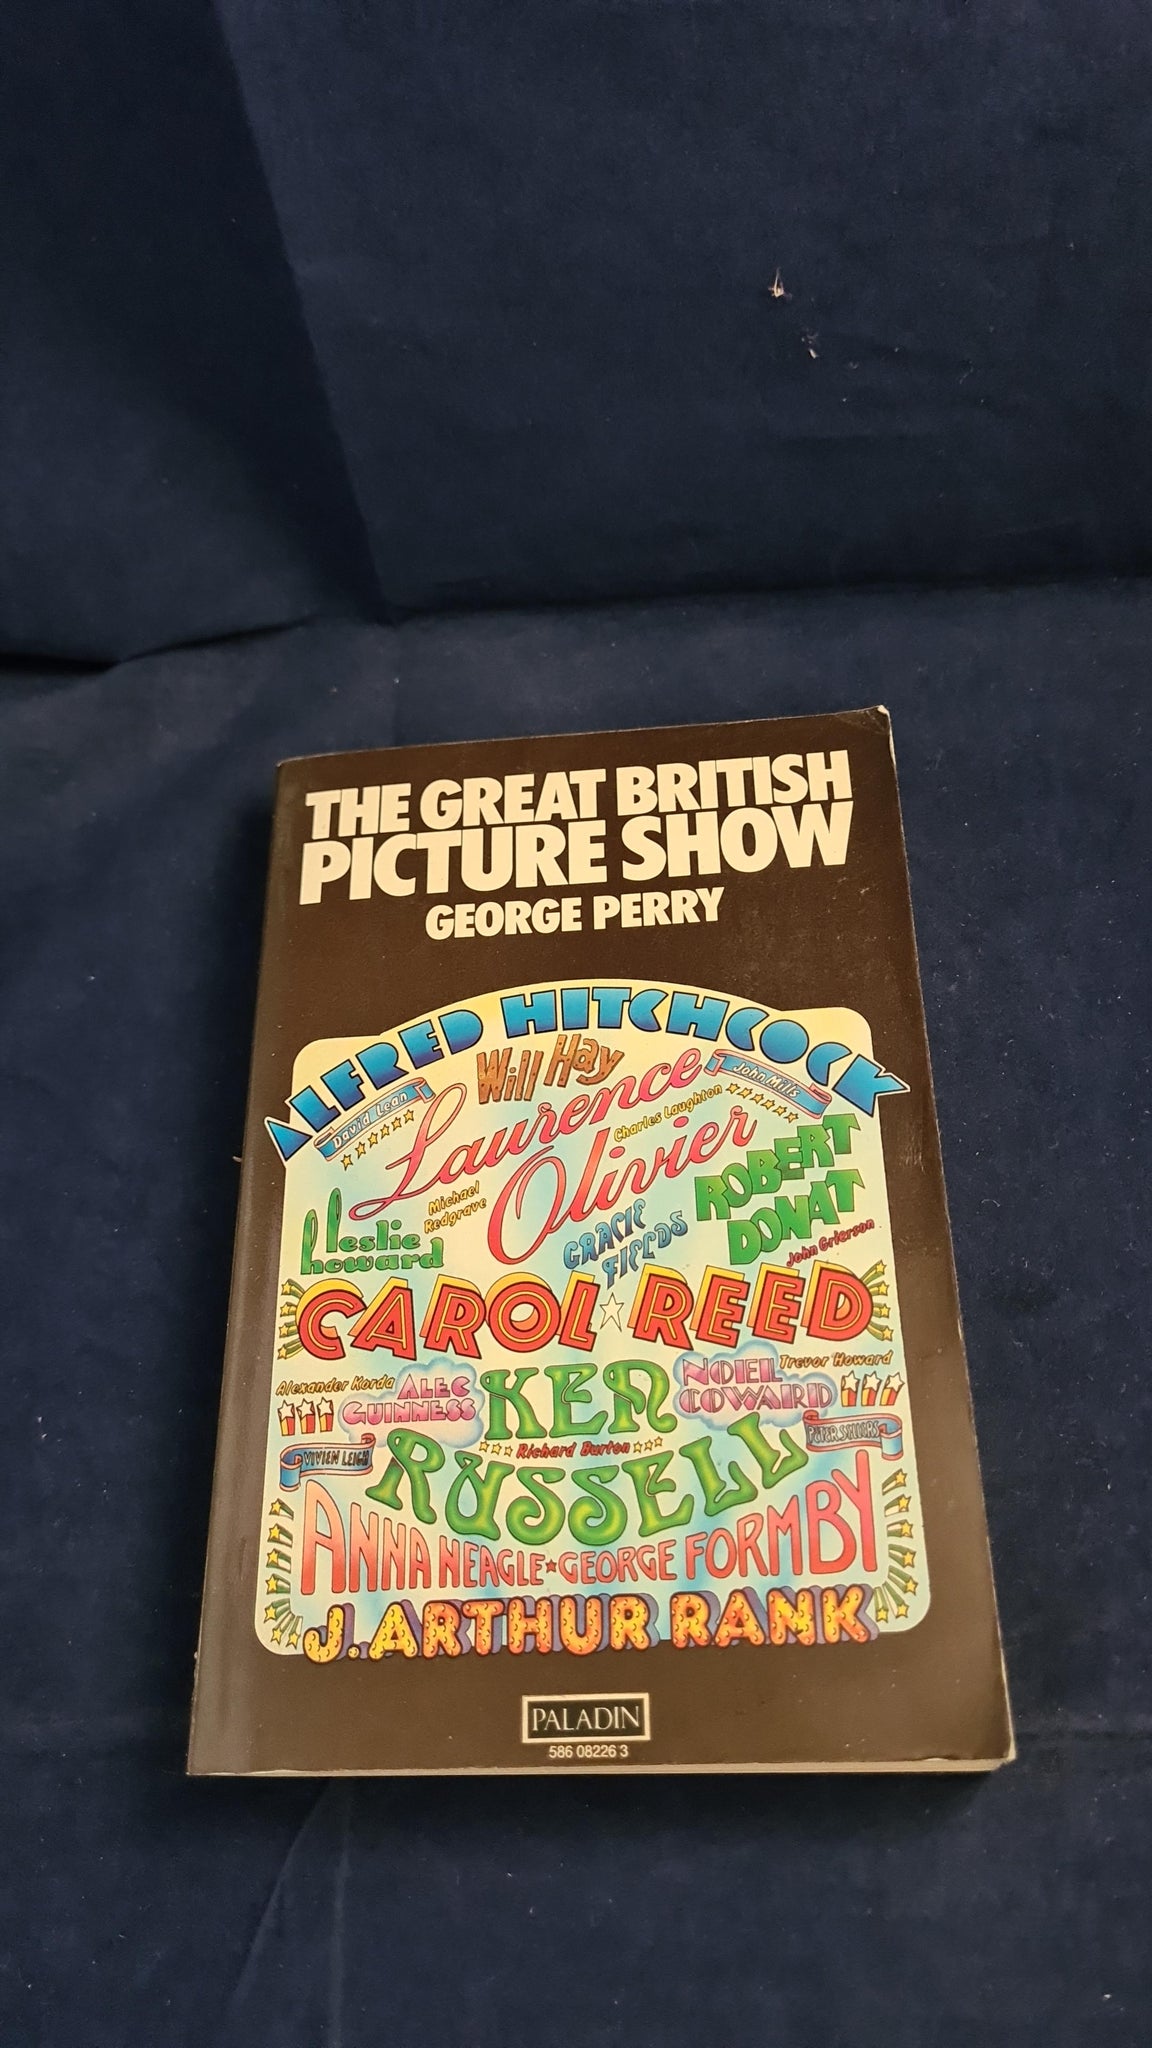 THE GREAT BRITISH
PICTURE SHOW
GEORGE PERRY
ALFRED HITCHCOCK
Will Hay
David Lean
John Mills
Laurence
Olivier
Charles Laughton
Michael
Redgrave
ROBERT
DONAT
leslie
howard
GRACIE
FIELDS
John Grierson
CAROL REED
Alexander Korda
ALEC
GUINNESS
KEN
RUSSELL
NOEL
COWARD
Trevor Howard
Richard Burton
VIVIEN LEIGH
PETER SELLERS
ANNA NEAGLE GEORGE FORMBY
J. ARTHUR RANK
PALADIN
586 08226 3